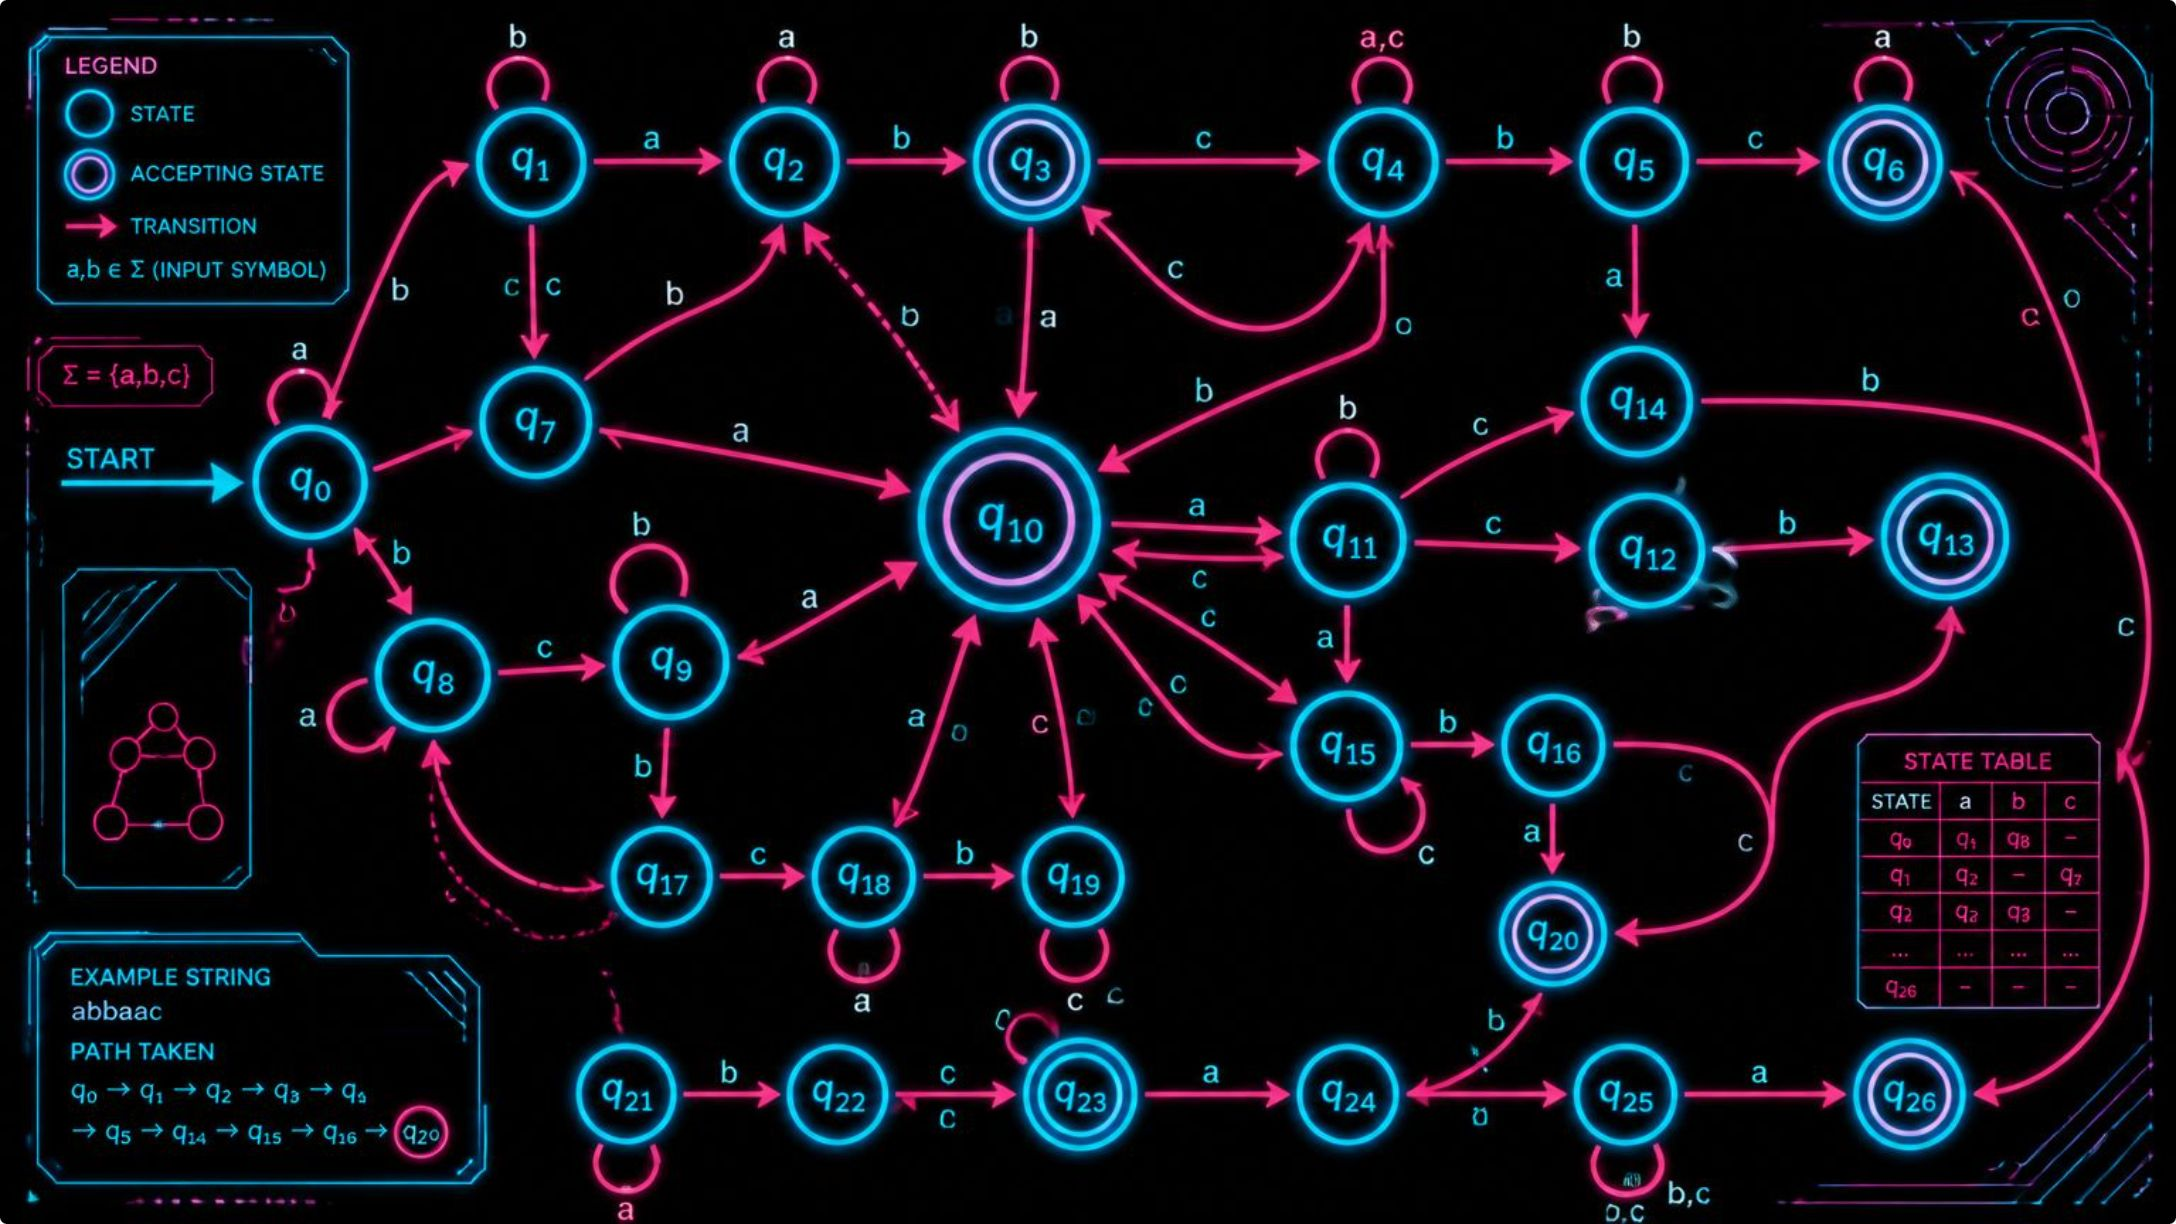 LEGEND
STATE
ACCEPTING STATE
TRANSITION
a,b ∈ Σ (INPUT SYMBOL)
Σ = {a,b,c}
START
b
a
b
a,c
b
a
q₁
a
q₂
b
q₃
c
q₄
b
q₅
c
q₆
b
c c
b
b
a
c
a
c
a
q₀
q₇
a
b
b
b
c
q₁₄
b
q₁₀
a
q₁₁
c
q₁₂
b
q₁₃
b
b
a
c
c
a
c
q₈
c
q₉
a
a
c
c
c
q₁₅
b
q₁₆
c
b
a
c
c
q₁₇
c
q₁₈
b
q₁₉
q₂₀
a
c
c
STATE TABLE
STATE a b c
q₀ q₁ q₈ –
q₁ q₂ – q₇
q₂ q₂ q₃ –
... ... ... ...
q₂₆ – – –
EXAMPLE STRING
abbaac
PATH TAKEN
q₀ → q₁ → q₂ → q₃ →
→ q₅ → q₁₄ → q₁₅ → q₁₆ → q₂₀
b
q₂₁
b
q₂₂
c
c
q₂₃
a
q₂₄
q₂₅
a
q₂₆
a
b,c